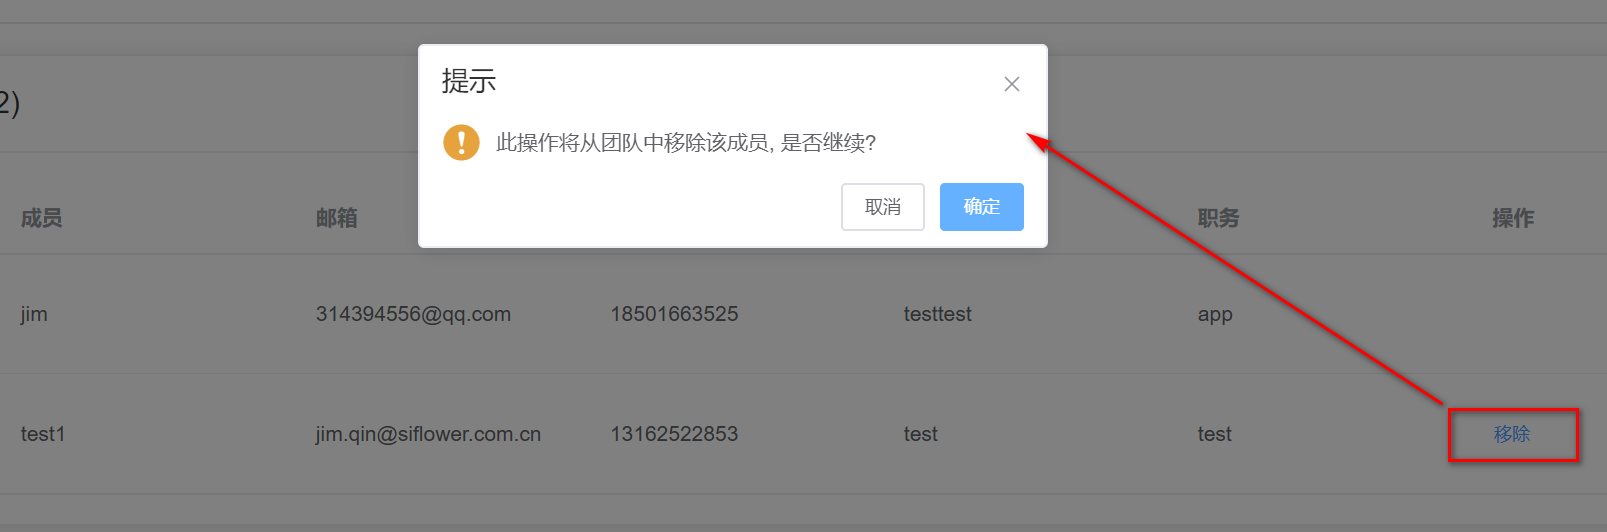 2)
提示
此操作将从团队中移除该成员, 是否继续?
取消 确定
成员 邮箱 职务 操作
jim 314394556@qq.com 18501663525 testtest app
test1 jim.qin@siflower.com.cn 13162522853 test test 移除